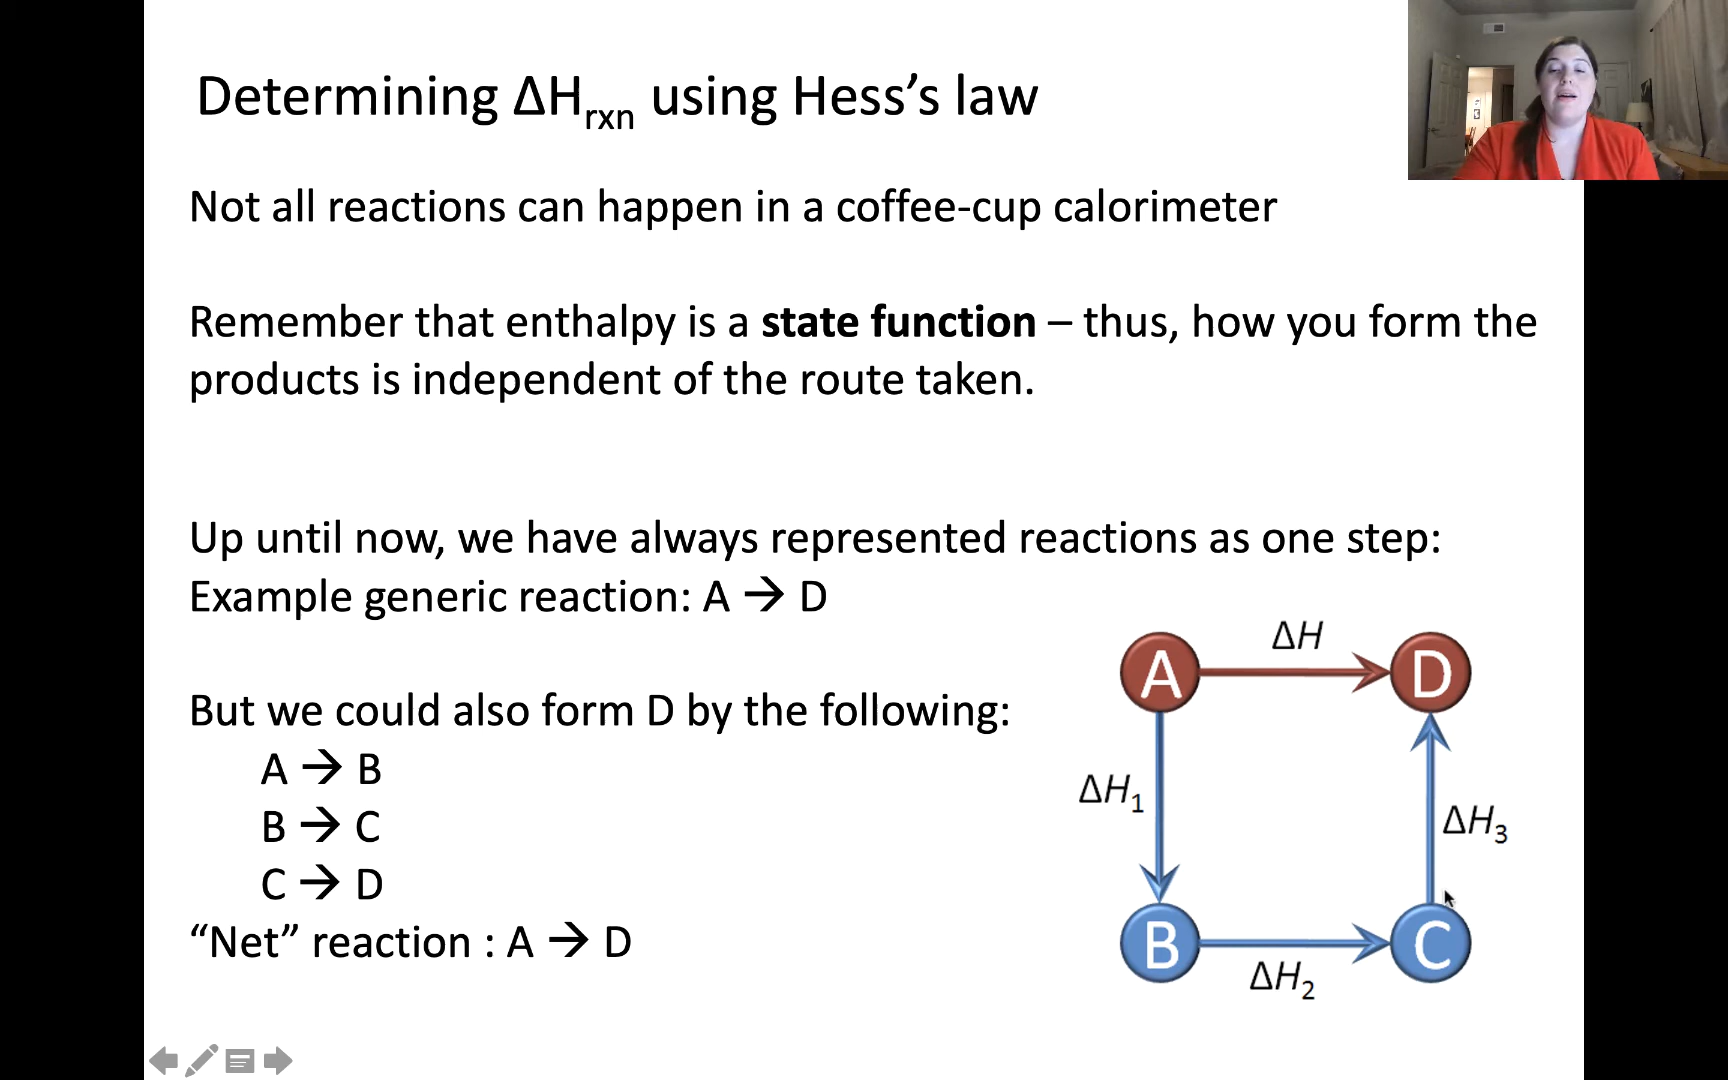 Determining ΔHrxn using Hess’s law
Not all reactions can happen in a coffee-cup calorimeter
Remember that enthalpy is a state function – thus, how you form the
products is independent of the route taken.
Up until now, we have always represented reactions as one step:
Example generic reaction: A → D
But we could also form D by the following:
A → B
B → C
C → D
“Net” reaction : A → D
ΔH
A
D
ΔH1
ΔH3
B
C
ΔH2